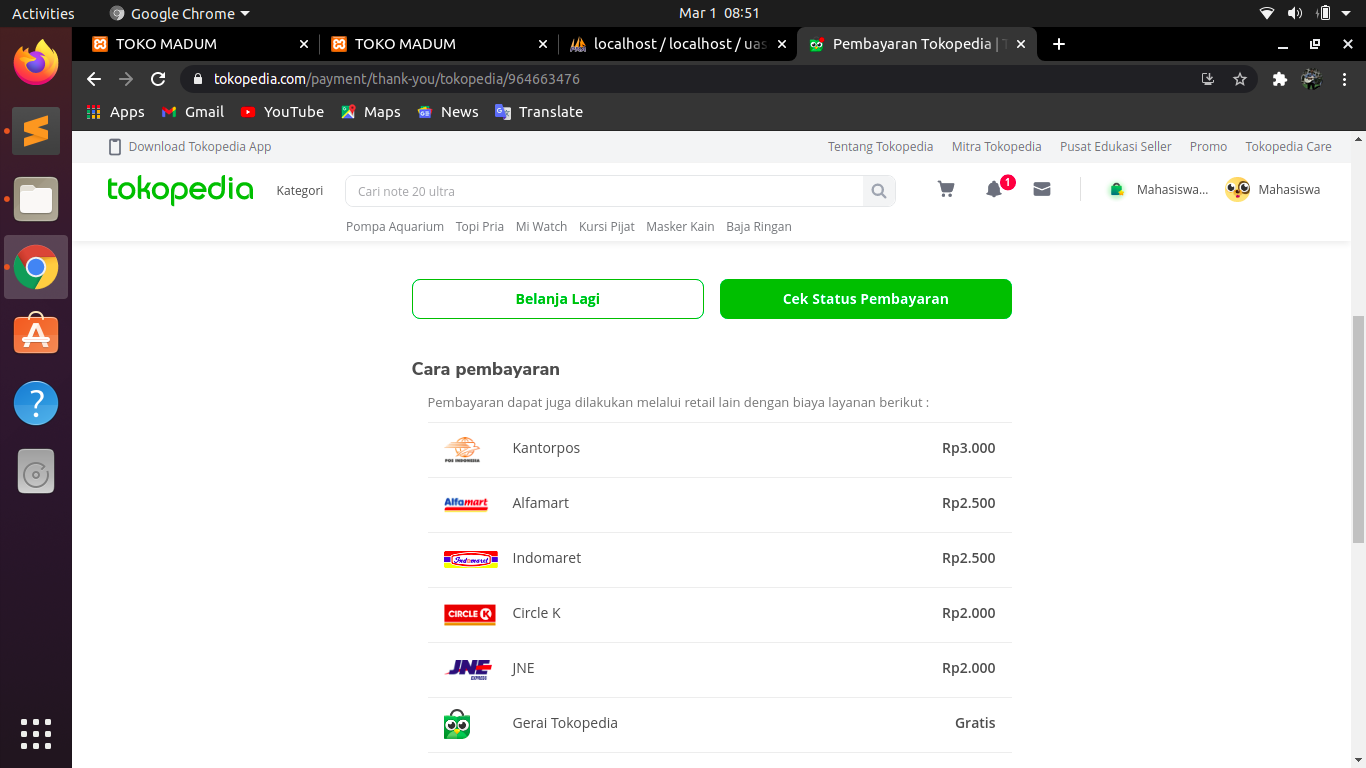 Activities
Google Chrome
Mar 1 08:51
TOKO MADUM
TOKO MADUM
localhost / localhost / uas
Pembayaran Tokopedia | T
tokopedia.com/payment/thank-you/tokopedia/964663476
Apps
Gmail
YouTube
Maps
News
Translate
Download Tokopedia App
Tentang Tokopedia
Mitra Tokopedia
Pusat Edukasi Seller
Promo
Tokopedia Care
tokopedia
Kategori
Cari note 20 ultra
1
Mahasiswa...
Mahasiswa
Pompa Aquarium
Topi Pria
Mi Watch
Kursi Pijat
Masker Kain
Baja Ringan
Belanja Lagi
Cek Status Pembayaran
Cara pembayaran
Pembayaran dapat juga dilakukan melalui retail lain dengan biaya layanan berikut :
POS INDONESIA
Kantorpos
Rp3.000
Alfamart
Alfamart
Rp2.500
Indomaret
Indomaret
Rp2.500
CIRCLE K
Circle K
Rp2.000
JNE
EXPRESS
JNE
Rp2.000
Gerai Tokopedia
Gratis